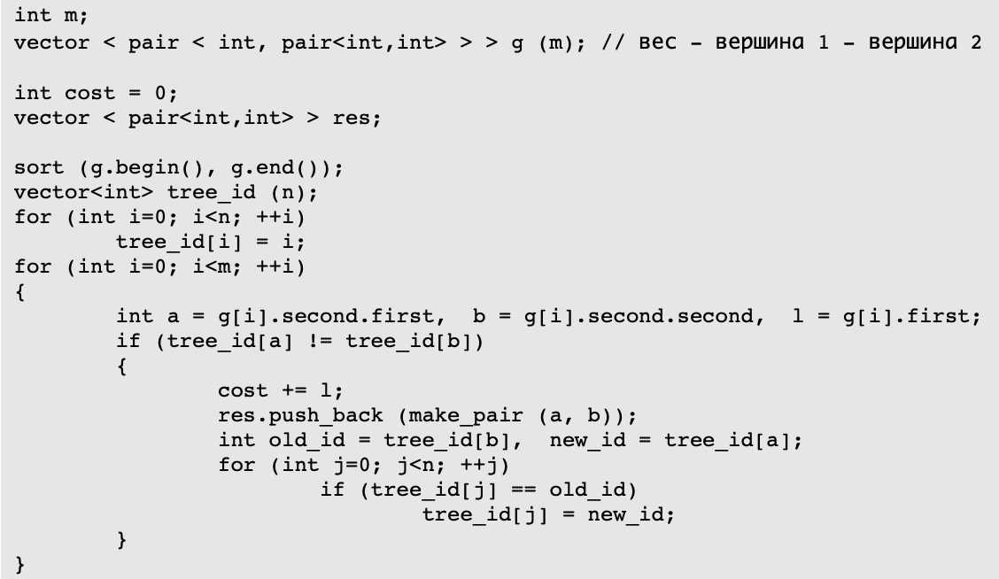 int m;
vector < pair < int, pair<int,int> > > g (m); // вес – вершина 1 – вершина 2

int cost = 0;
vector < pair<int,int> > res;

sort (g.begin(), g.end());
vector<int> tree_id (n);
for (int i=0; i<n; ++i)
        tree_id[i] = i;
for (int i=0; i<m; ++i)
{
        int a = g[i].second.first,  b = g[i].second.second,  l = g[i].first;
        if (tree_id[a] != tree_id[b])
        {
                cost += l;
                res.push_back (make_pair (a, b));
                int old_id = tree_id[b],  new_id = tree_id[a];
                for (int j=0; j<n; ++j)
                        if (tree_id[j] == old_id)
                                tree_id[j] = new_id;
        }
}